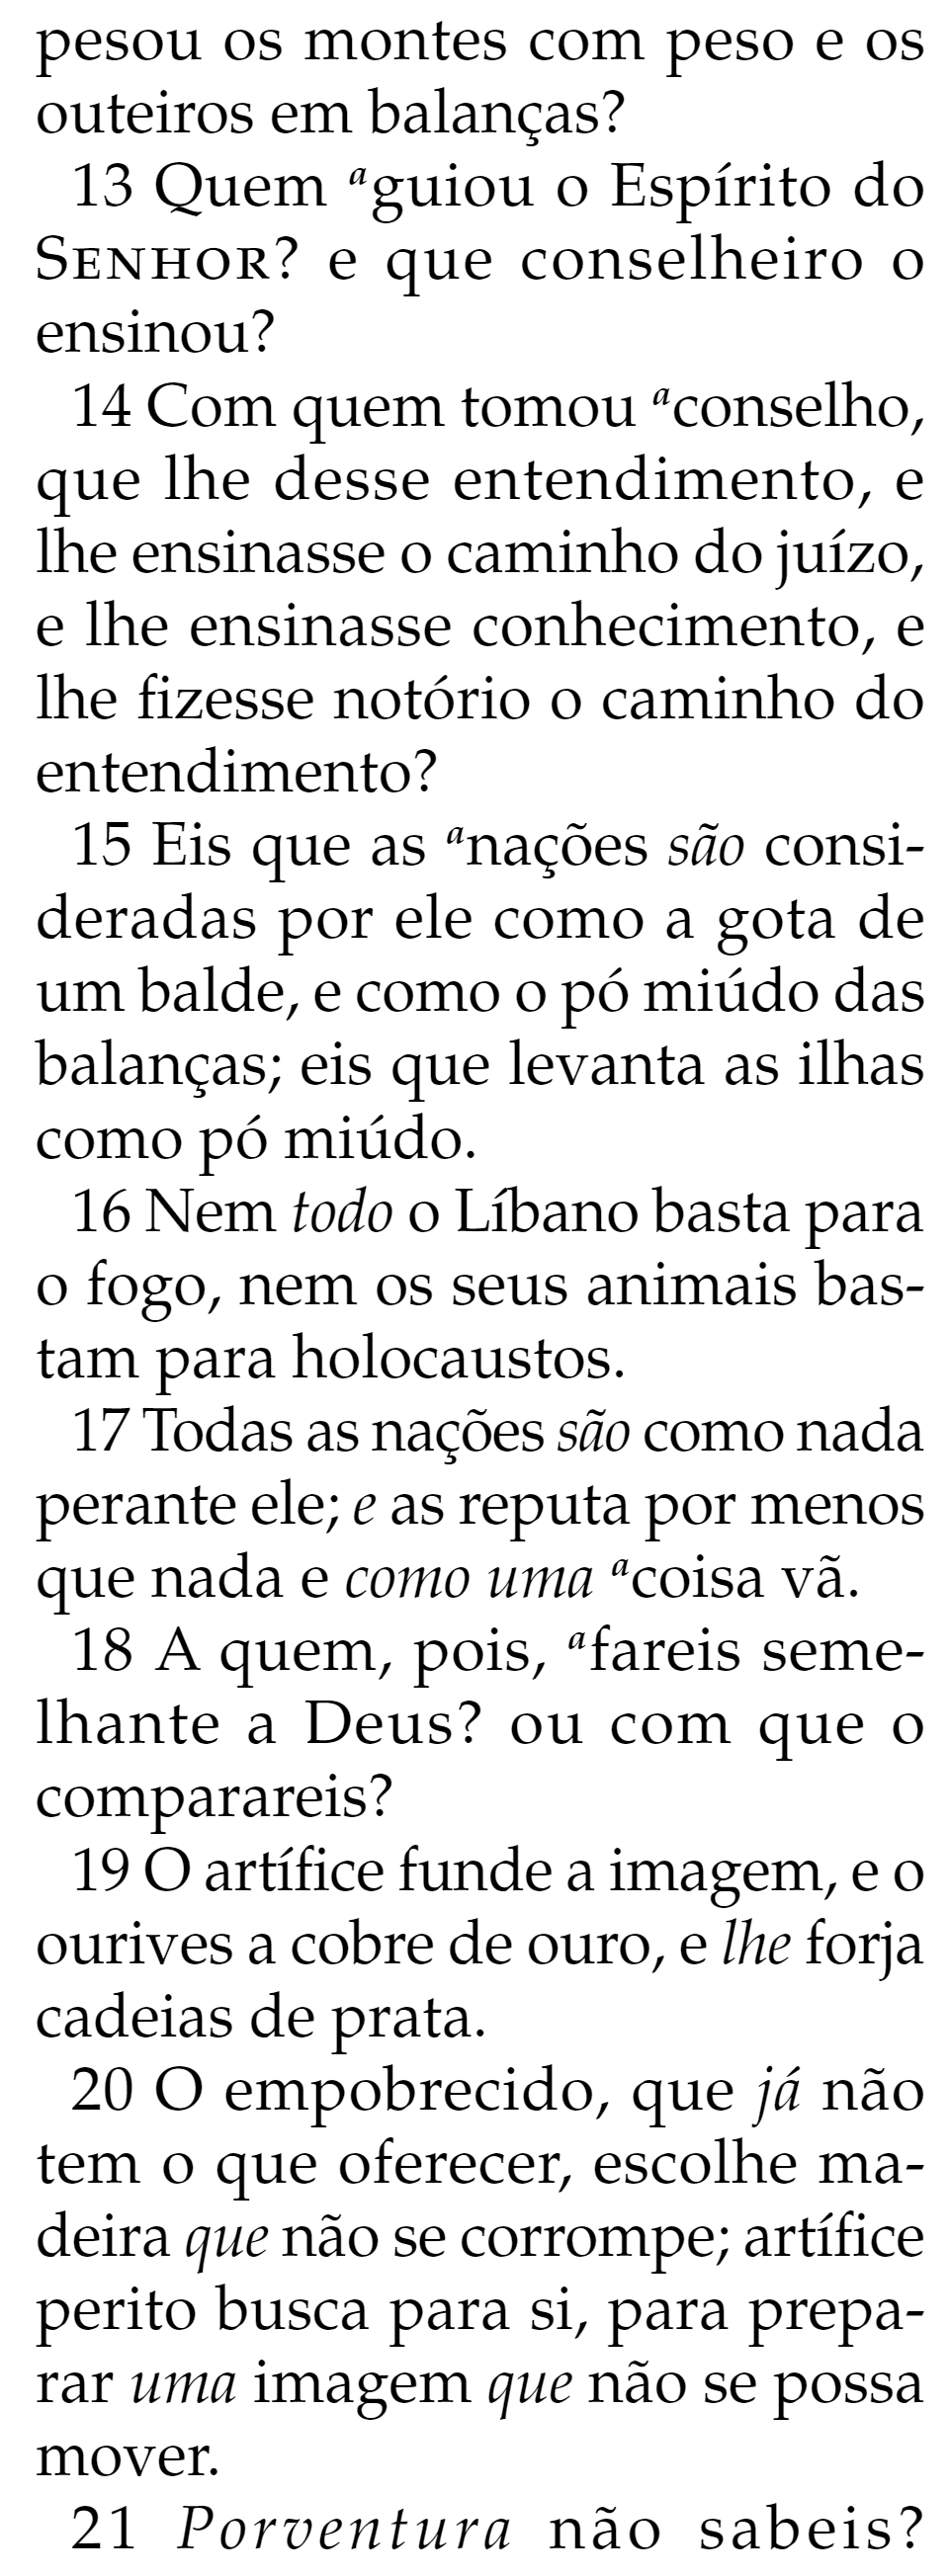 pesou os montes com peso e os
outeiros em balanças?
13 Quem ᵃguiou o Espírito do
SENHOR? e que conselheiro o
ensinou?
14 Com quem tomou ᵃconselho,
que lhe desse entendimento, e
lhe ensinasse o caminho do juízo,
e lhe ensinasse conhecimento, e
lhe fizesse notório o caminho do
entendimento?
15 Eis que as ᵃnações são consi-
deradas por ele como a gota de
um balde, e como o pó miúdo das
balanças; eis que levanta as ilhas
como pó miúdo.
16 Nem todo o Líbano basta para
o fogo, nem os seus animais bas-
tam para holocaustos.
17 Todas as nações são como nada
perante ele; e as reputa por menos
que nada e como uma ᵃcoisa vã.
18 A quem, pois, ᵃfareis seme-
lhante a Deus? ou com que o
comparareis?
19 O artífice funde a imagem, e o
ourives a cobre de ouro, e lhe forja
cadeias de prata.
20 O empobrecido, que já não
tem o que oferecer, escolhe ma-
deira que não se corrompe; artífice
perito busca para si, para prepa-
rar uma imagem que não se possa
mover.
21 Porventura não sabeis?